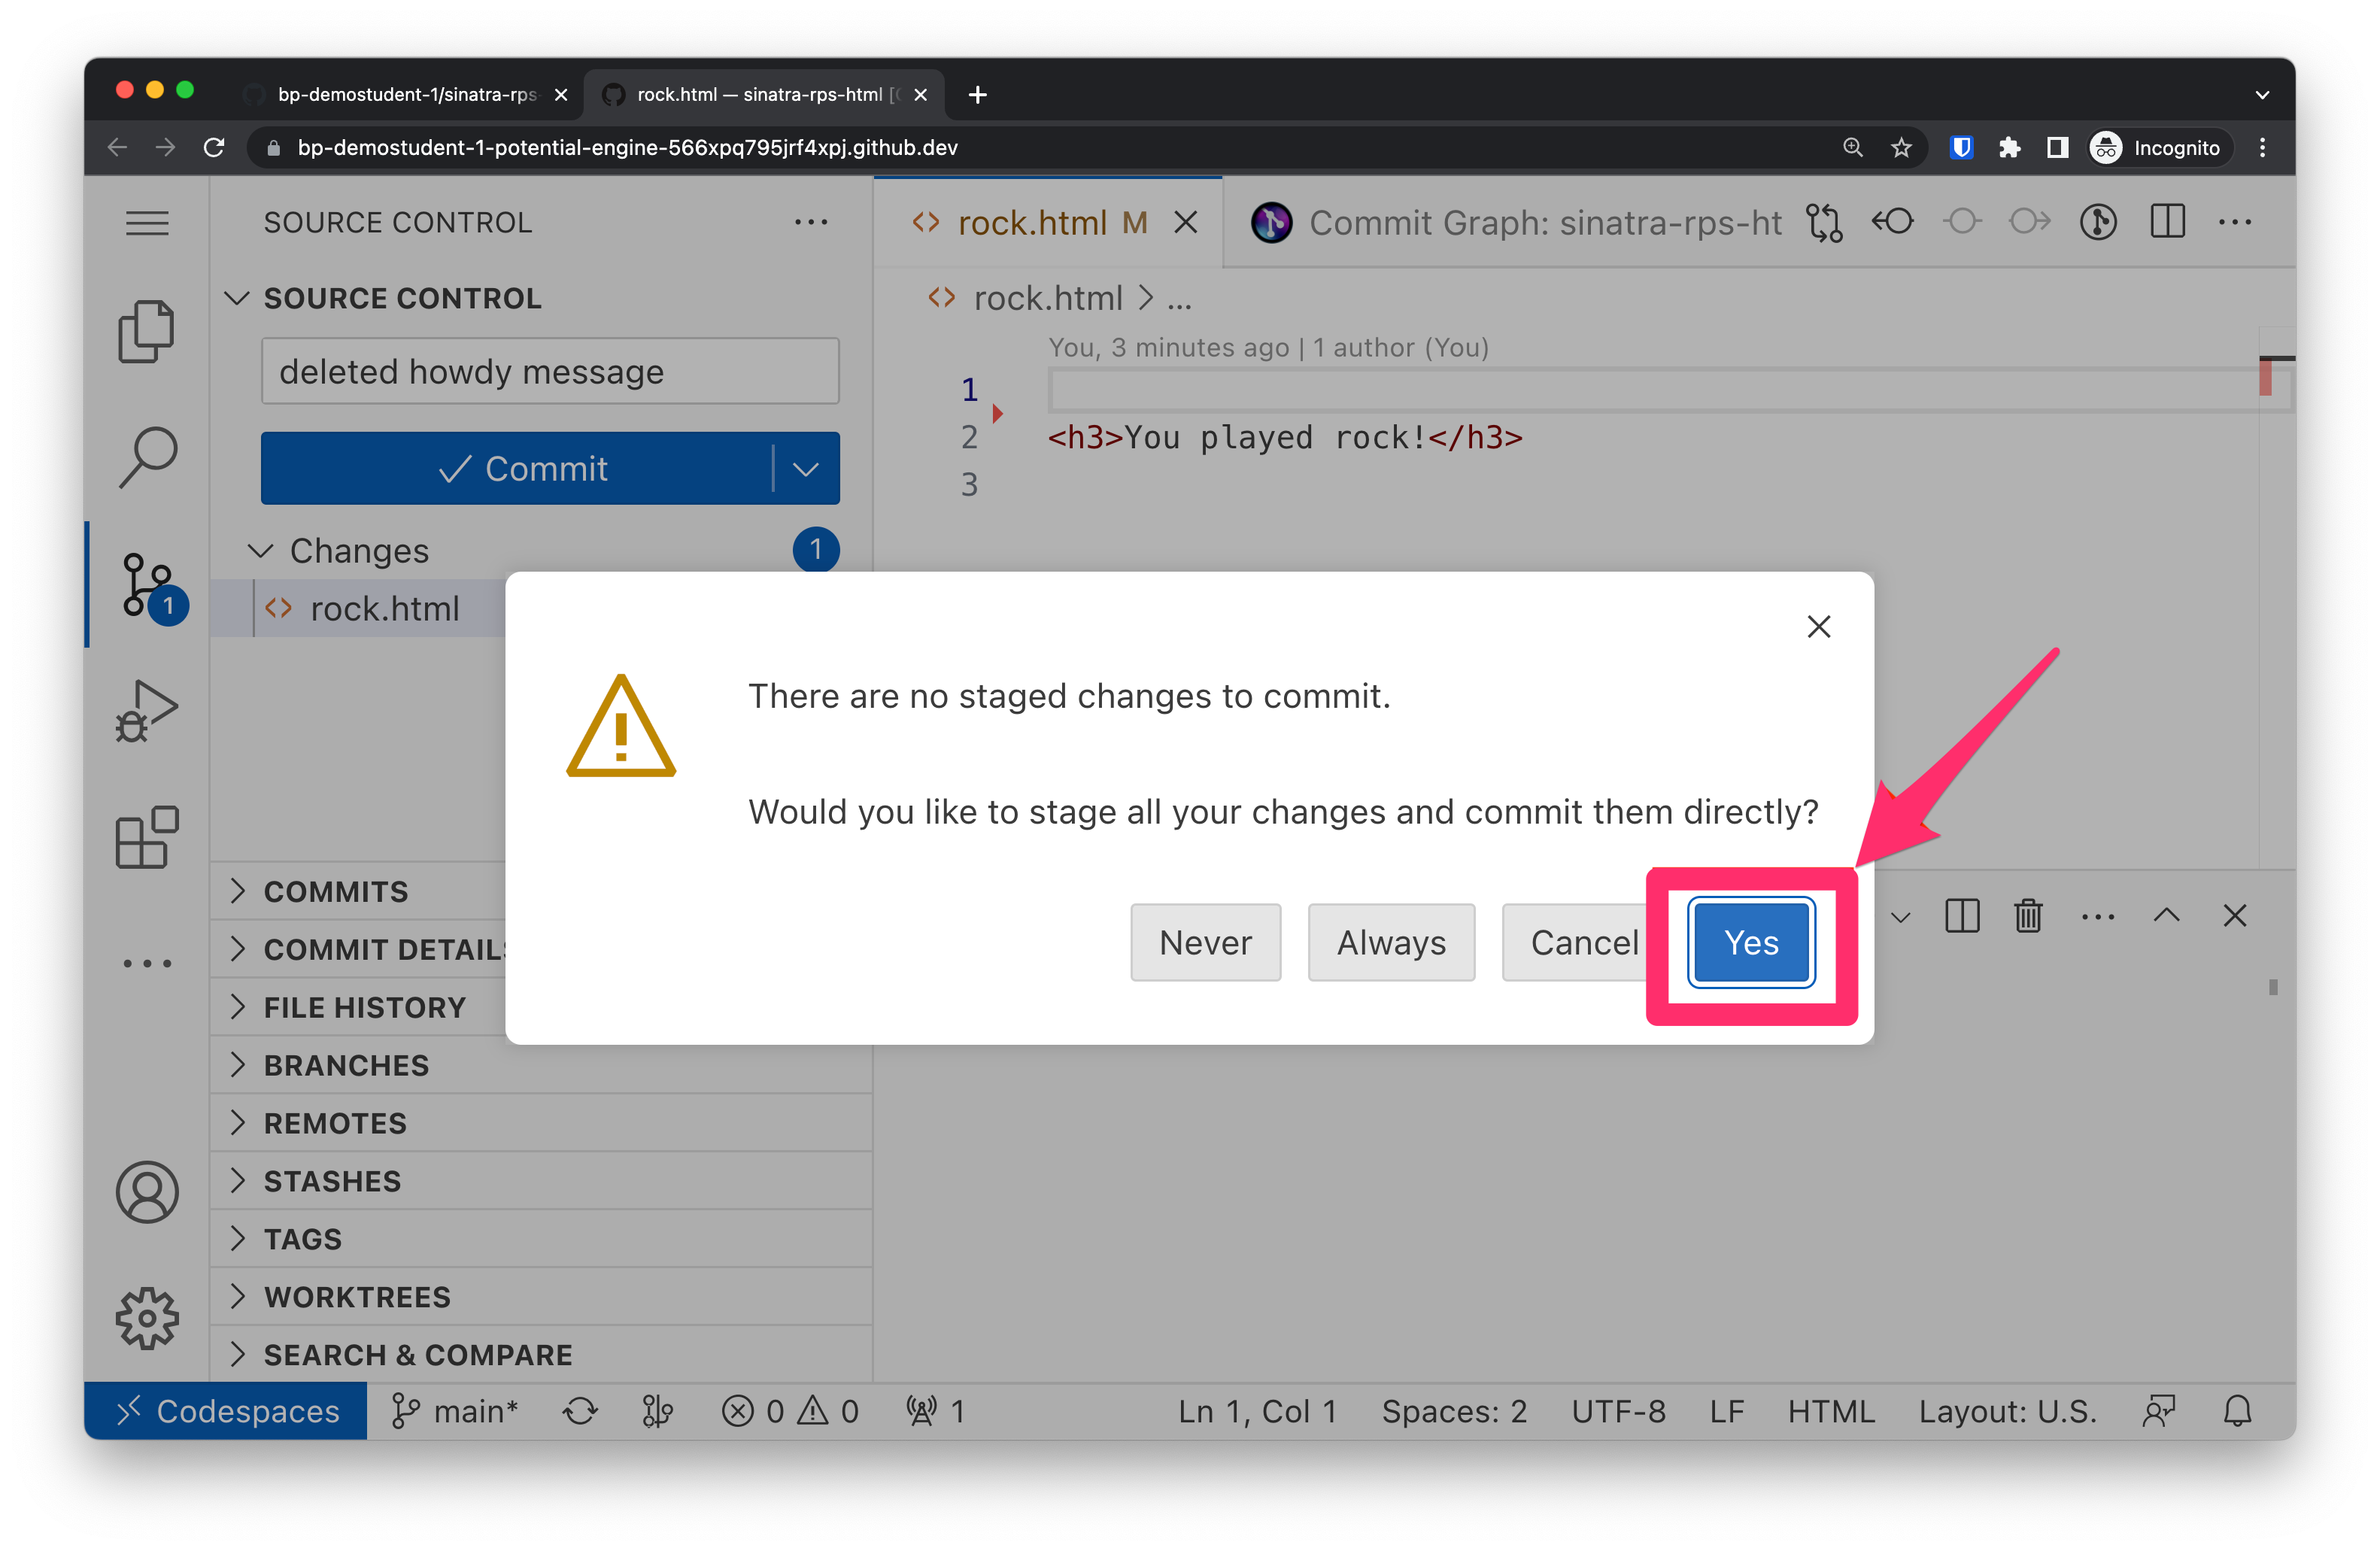 bp-demostudent-1/sinatra-rps-
rock.html — sinatra-rps-html [
bp-demostudent-1-potential-engine-566xpq795jrf4xpj.github.dev
Incognito
SOURCE CONTROL
SOURCE CONTROL
deleted howdy message
Commit
Changes
1
rock.html
1
COMMITS
COMMIT DETAILS
FILE HISTORY
BRANCHES
REMOTES
STASHES
TAGS
WORKTREES
SEARCH & COMPARE
rock.html M
Commit Graph: sinatra-rps-ht
rock.html > ...
You, 3 minutes ago | 1 author (You)
1
2 <h3>You played rock!</h3>
3
There are no staged changes to commit.
Would you like to stage all your changes and commit them directly?
Never Always Cancel Yes
Codespaces main* 0 0 1 Ln 1, Col 1 Spaces: 2 UTF-8 LF HTML Layout: U.S.